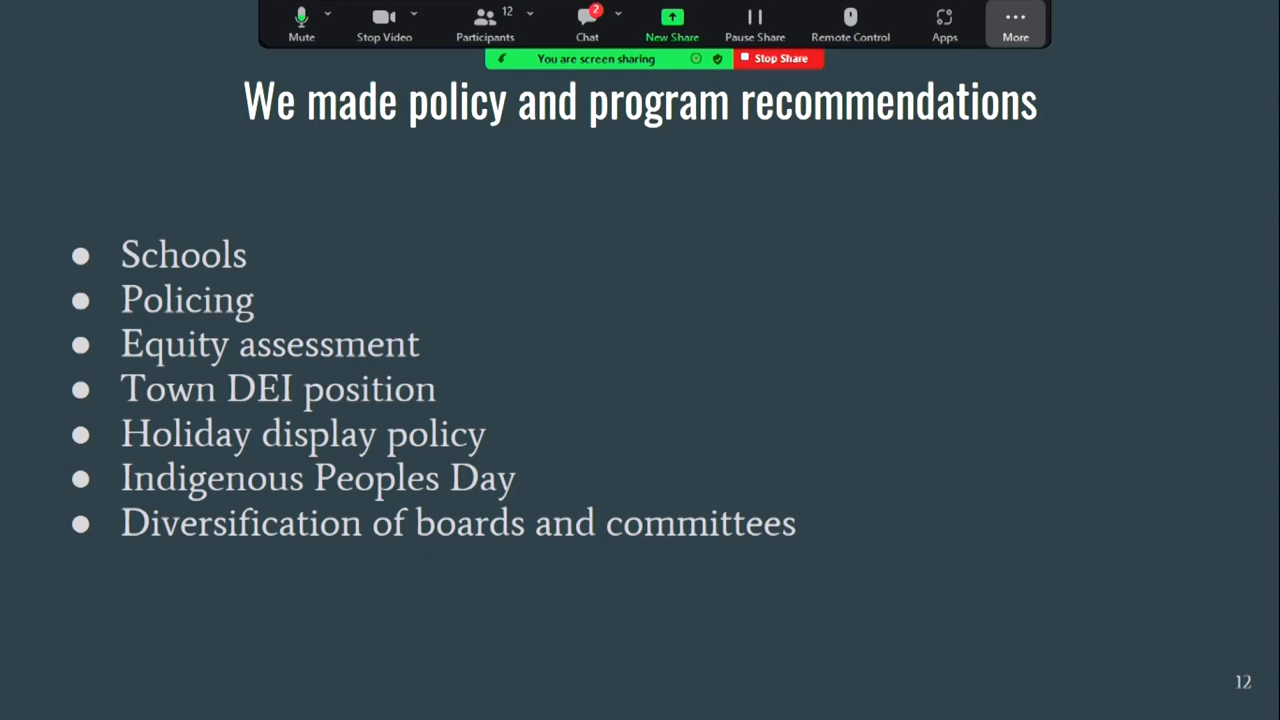 12
2
Mute
Stop Video
Participants
Chat
New Share
Pause Share
Remote Control
Apps
More
You are screen sharing
Stop Share
We made policy and program recommendations
● Schools
● Policing
● Equity assessment
● Town DEI position
● Holiday display policy
● Indigenous Peoples Day
● Diversification of boards and committees
12